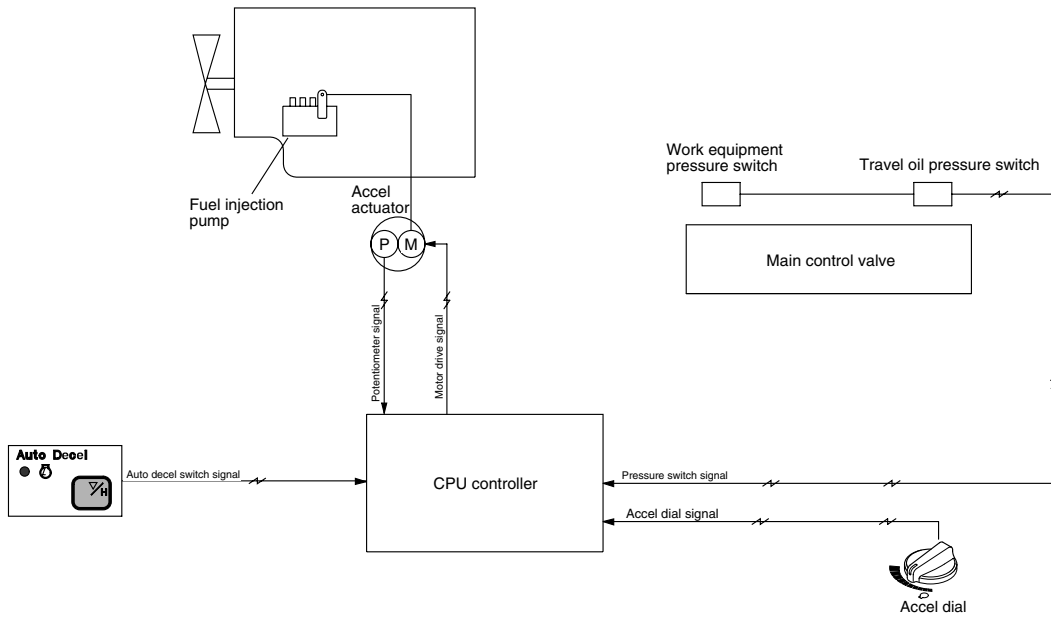 Work equipment
pressure switch
Travel oil pressure switch
Accel
actuator
Fuel injection
pump
P
M
Main control valve
Potentiometer signal
Motor drive signal
Auto Decel
H
Auto decel switch signal
CPU controller
Pressure switch signal
Accel dial signal
Accel dial